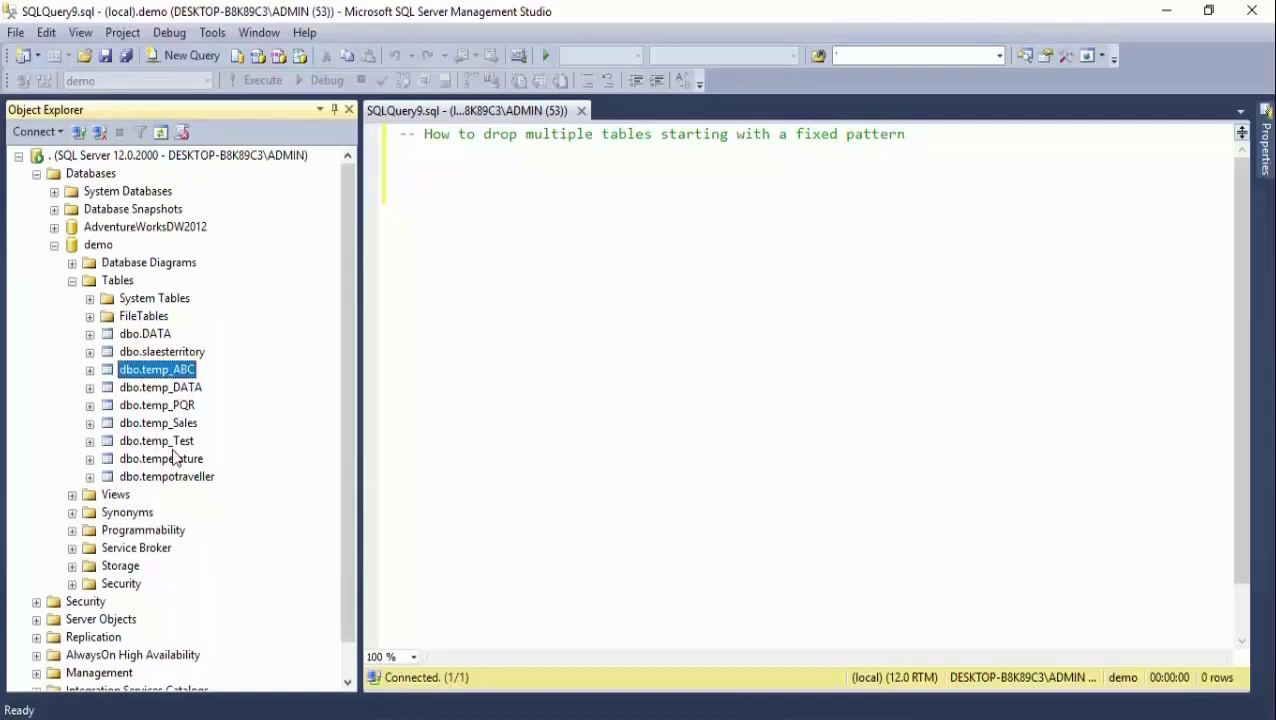 SQLQuery9.sql - (local).demo (DESKTOP-B8K89C3\ADMIN (53)) - Microsoft SQL Server Management Studio
File Edit View Project Debug Tools Window Help
New Query
demo Execute Debug
Object Explorer
SQLQuery9.sql - (l...8K89C3\ADMIN (53))
Connect
-- How to drop multiple tables starting with a fixed pattern
. (SQL Server 12.0.2000 - DESKTOP-B8K89C3\ADMIN)
Properties
Databases
System Databases
Database Snapshots
AdventureWorksDW2012
demo
Database Diagrams
Tables
System Tables
FileTables
dbo.DATA
dbo.slaesterritory
dbo.temp_ABC
dbo.temp_DATA
dbo.temp_PQR
dbo.temp_Sales
dbo.temp_Test
dbo.tempotraveller
Views
Synonyms
Programmability
Service Broker
Storage
Security
Security
Server Objects
Replication
AlwaysOn High Availability
Management
Integration Services Catalogs
100 %
Connected. (1/1) (local) (12.0 RTM) DESKTOP-B8K89C3\ADMIN ... demo 00:00:00 0 rows
Ready